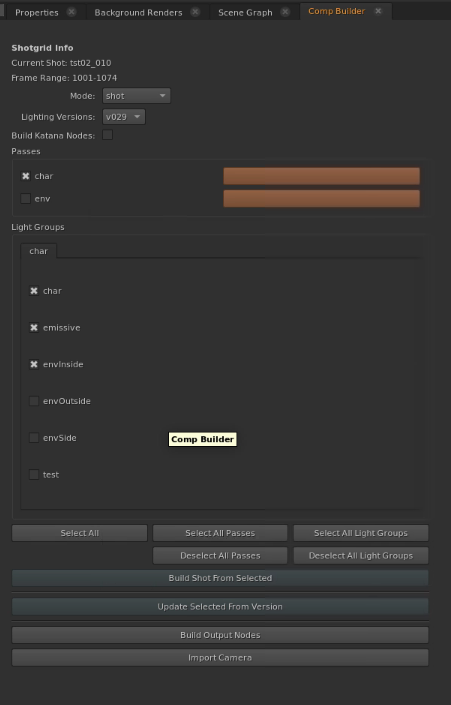 Properties Background Renders Scene Graph Comp Builder
Shotgrid Info
Current Shot: tst02_010
Frame Range: 1001-1074
Mode: shot
Lighting Versions: v029
Build Katana Nodes:
Passes
char
env
Light Groups
char
char
emissive
envInside
envOutside
envSide
Comp Builder
test
Select All Select All Passes Select All Light Groups
Deselect All Passes Deselect All Light Groups
Build Shot From Selected
Update Selected From Version
Build Output Nodes
Import Camera